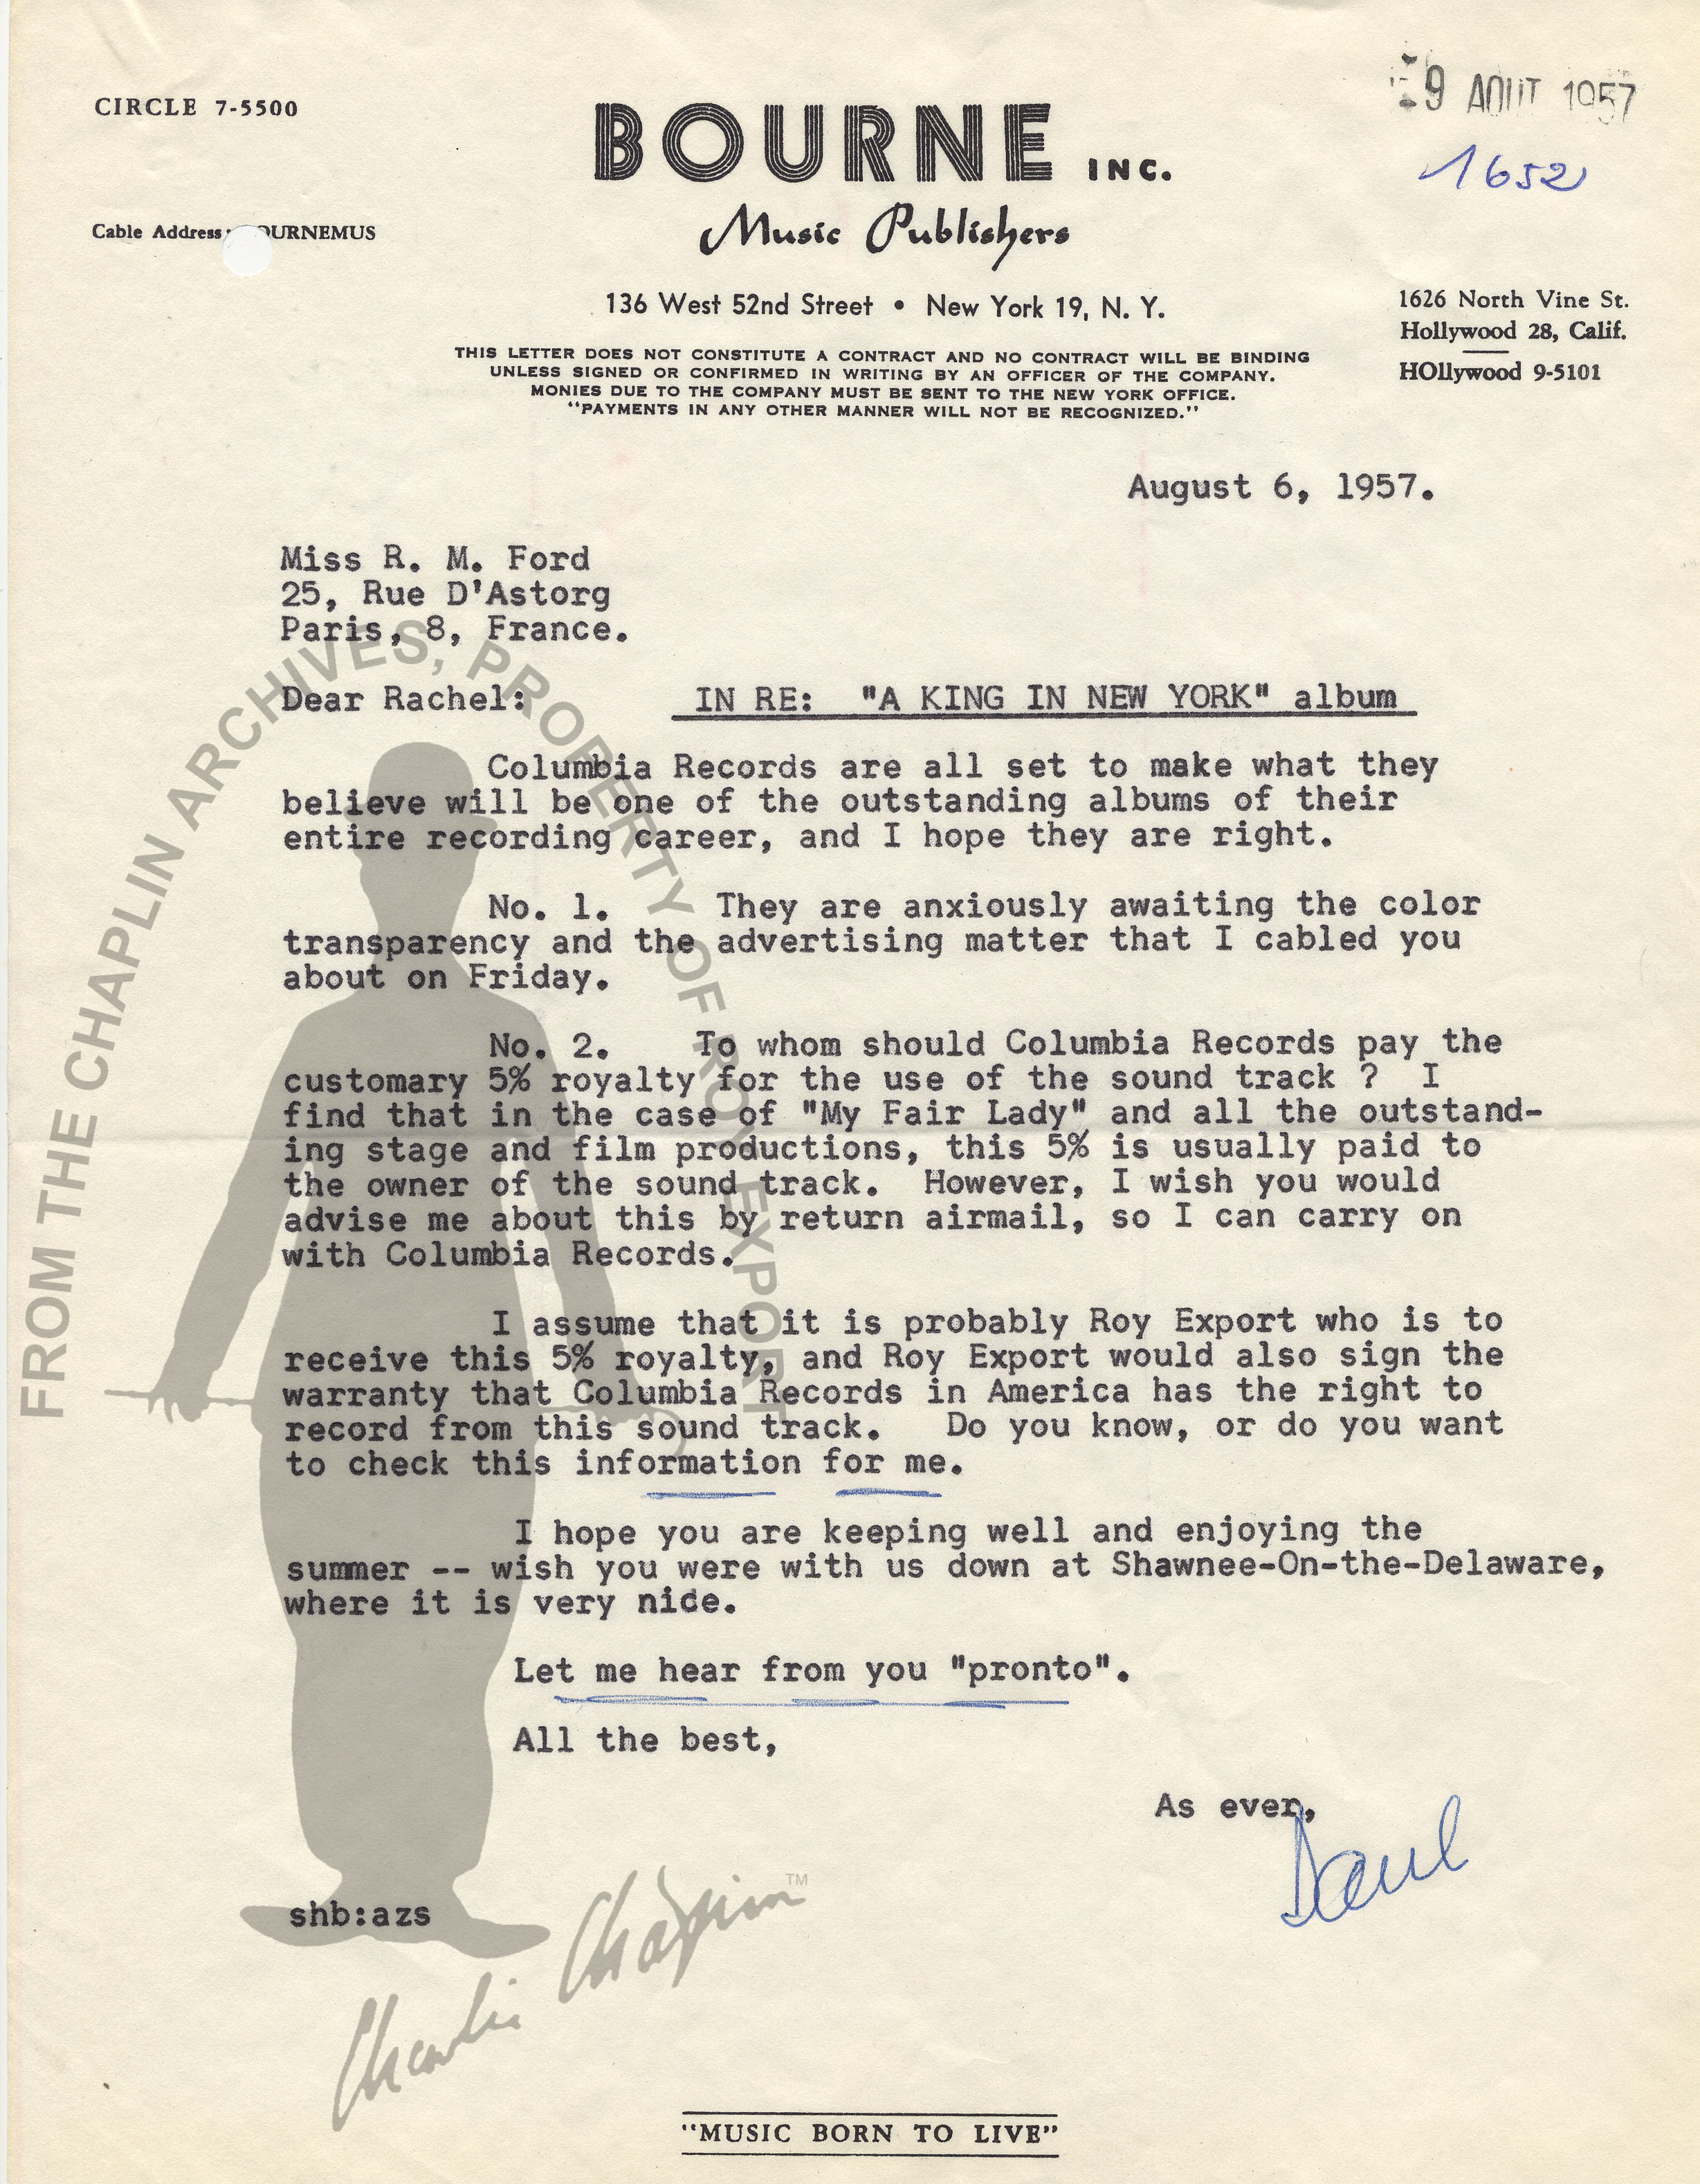 CIRCLE 7-5500
BOURNE INC.
9 AOUT 1957
1652
Cable Address: OURNEMUS
Music Publishers
136 West 52nd Street • New York 19, N. Y.
1626 North Vine St.
Hollywood 28, Calif.
HOllywood 9-5101
THIS LETTER DOES NOT CONSTITUTE A CONTRACT AND NO CONTRACT WILL BE BINDING
UNLESS SIGNED OR CONFIRMED IN WRITING BY AN OFFICER OF THE COMPANY.
MONIES DUE TO THE COMPANY MUST BE SENT TO THE NEW YORK OFFICE.
"PAYMENTS IN ANY OTHER MANNER WILL NOT BE RECOGNIZED."
August 6, 1957.
Miss R. M. Ford
25, Rue D'Astorg
Paris, 8, France.
Dear Rachel: IN RE: "A KING IN NEW YORK" album
Columbia Records are all set to make what they
believe will be one of the outstanding albums of their
entire recording career, and I hope they are right.
No. 1. They are anxiously awaiting the color
transparency and the advertising matter that I cabled you
about on Friday.
No. 2. To whom should Columbia Records pay the
customary 5% royalty for the use of the sound track ? I
find that in the case of "My Fair Lady" and all the outstand-
ing stage and film productions, this 5% is usually paid to
the owner of the sound track. However, I wish you would
advise me about this by return airmail, so I can carry on
with Columbia Records.
I assume that it is probably Roy Export who is to
receive this 5% royalty, and Roy Export would also sign the
warranty that Columbia Records in America has the right to
record from this sound track. Do you know, or do you want
to check this information for me.
I hope you are keeping well and enjoying the
summer -- wish you were with us down at Shawnee-On-the-Delaware,
where it is very nice.
Let me hear from you "pronto".
All the best,
As ever,
shb:azs
FROM THE CHAPLIN ARCHIVES, PROPERTY OF ROY EXPORT
Charlie Chaplin™
"MUSIC BORN TO LIVE"